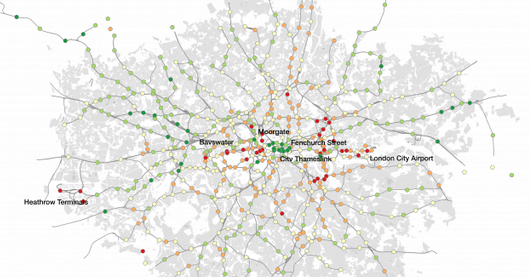 Moorgate
Bayswater
Fenchurch Street
City Thameslink
London City Airport
Heathrow Terminals